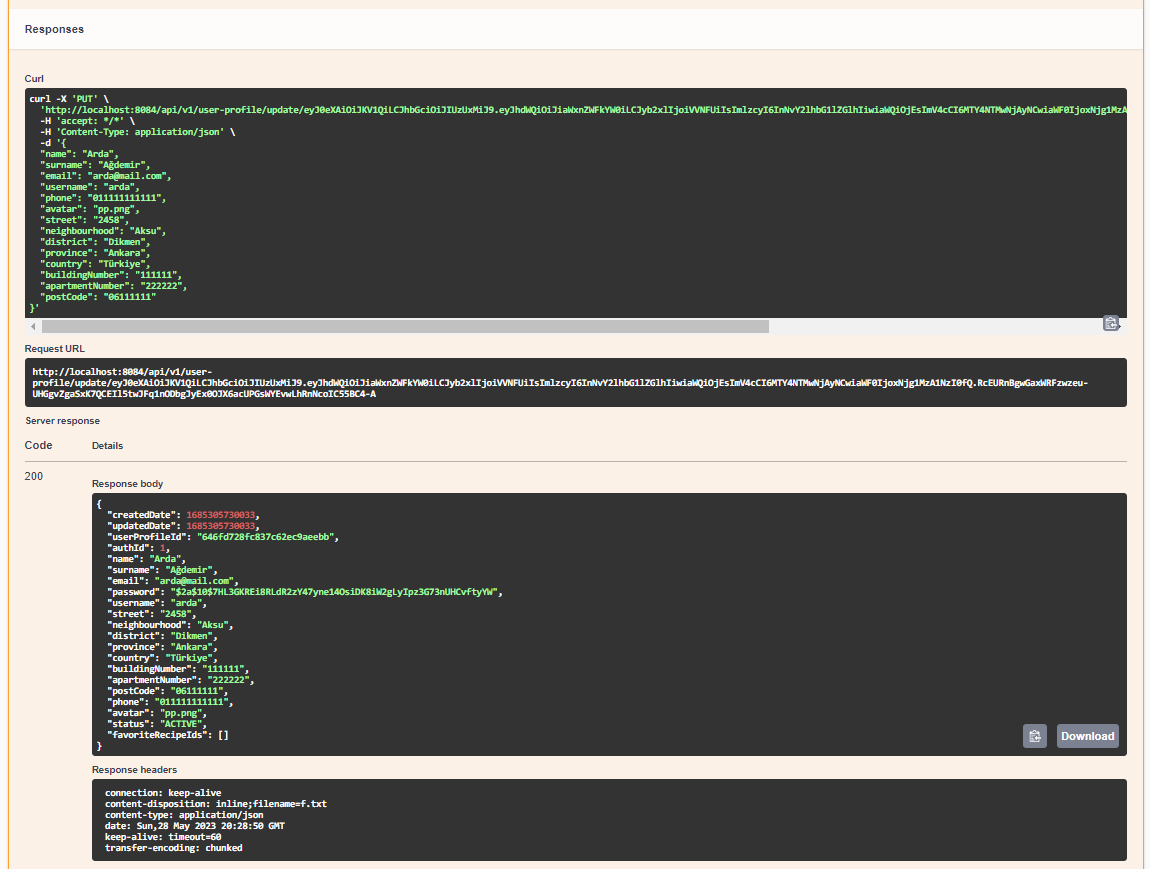 Responses
Curl
curl -X 'PUT' \
'http://localhost:8084/api/v1/user-profile/update/eyJ0eXAiOiJKV1QiLCJhbGciOiJIUzUxMiJ9.eyJhdWQiOiJiaWxnZWFkYW0iLCJyb2xlIjoiVVNFUiIsImlzcyI6InNvY2lhbG1lZGlhIiwiaWQiOjEsImV4cCI6MTY4NTMwNjAyNCwiaWF0IjoxNjg1MzA
-H 'accept: */*' \
-H 'Content-Type: application/json' \
-d '{
"name": "Arda",
"surname": "Ağdemir",
"email": "arda@mail.com",
"username": "arda",
"phone": "011111111111",
"avatar": "pp.png",
"street": "2458",
"neighbourhood": "Aksu",
"district": "Dikmen",
"province": "Ankara",
"country": "Türkiye",
"buildingNumber": "111111",
"apartmentNumber": "222222",
"postCode": "06111111"
}'
Request URL
http://localhost:8084/api/v1/user-
profile/update/eyJ0eXAiOiJKV1QiLCJhbGciOiJIUzUxMiJ9.eyJhdWQiOiJiaWxnZWFkYW0iLCJyb2xlIjoiVVNFUiIsImlzcyI6InNvY2lhbG1lZGlhIiwiaWQiOjEsImV4cCI6MTY4NTMwNjAyNCwiaWF0IjoxNjg1MzA1NzI0fQ.RcEURnBgwGaxWRFzwzeu-
UHGgvZgaSxK7QCEIl5twJFq1nODbgJyEx0OJX6acUPGsWYEvwLhRnNcoIC55BC4-A
Server response
Code Details
200
Response body
{
"createdDate": 1685305730033,
"updatedDate": 1685305730033,
"userProfileId": "646fd728fc837c62ec9aeebb",
"authId": 1,
"name": "Arda",
"surname": "Ağdemir",
"email": "arda@mail.com",
"password": "$2a$10$7HL3GKREi8RLdR2zY47yne14OsiDK8iW2gLyIpz3G73nUHCvftyYW",
"username": "arda",
"street": "2458",
"neighbourhood": "Aksu",
"district": "Dikmen",
"province": "Ankara",
"country": "Türkiye",
"buildingNumber": "111111",
"apartmentNumber": "222222",
"postCode": "06111111",
"phone": "011111111111",
"avatar": "pp.png",
"status": "ACTIVE",
"favoriteRecipeIds": []
}
Download
Response headers
connection: keep-alive
content-disposition: inline;filename=f.txt
content-type: application/json
date: Sun,28 May 2023 20:28:50 GMT
keep-alive: timeout=60
transfer-encoding: chunked